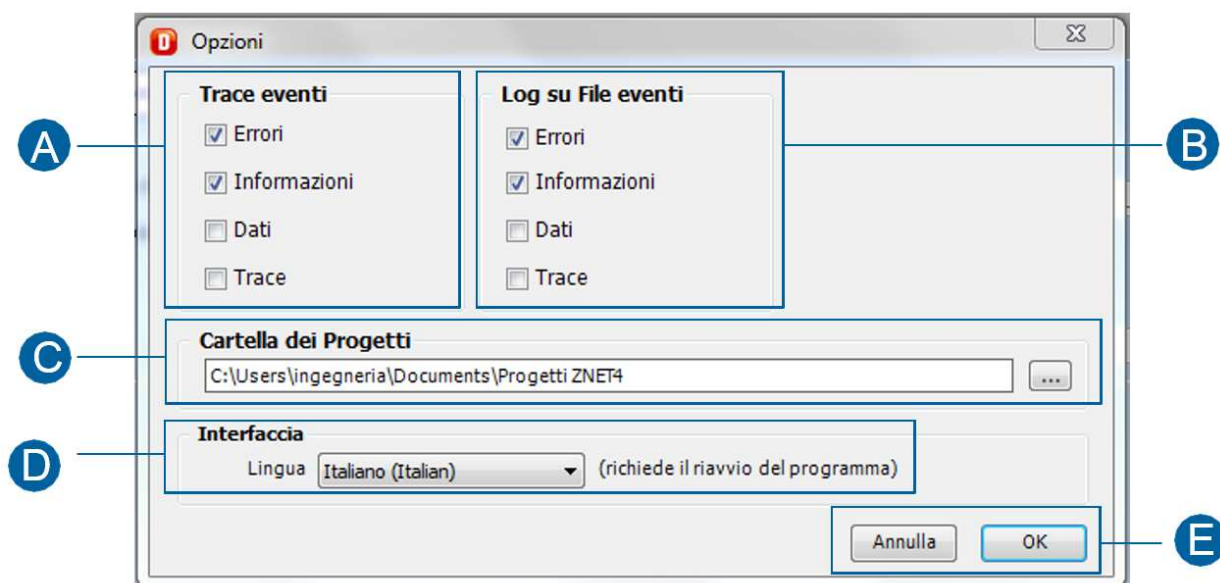 D Opzioni
Trace eventi
Errori
Informazioni
Dati
Trace
Log su File eventi
Errori
Informazioni
Dati
Trace
Cartella dei Progetti
C:\Users\ingegneria\Documents\Progetti ZNET4
...
Interfaccia
Lingua Italiano (Italian) (richiede il riavvio del programma)
Annulla OK
A
B
C
D
E